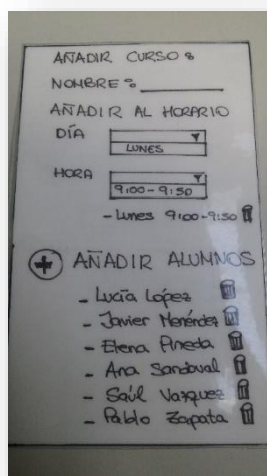 AÑADIR CURSO:
NOMBRE:
AÑADIR AL HORARIO
DÍA
LUNES
HORA
9:00-9:50
- Lunes 9:00-9:50
+ AÑADIR ALUMNOS
- Lucía López
- Javier Menéndez
- Elena Pineda
- Ana Sandoval
- Saúl Vazquez
- Pablo Zapata